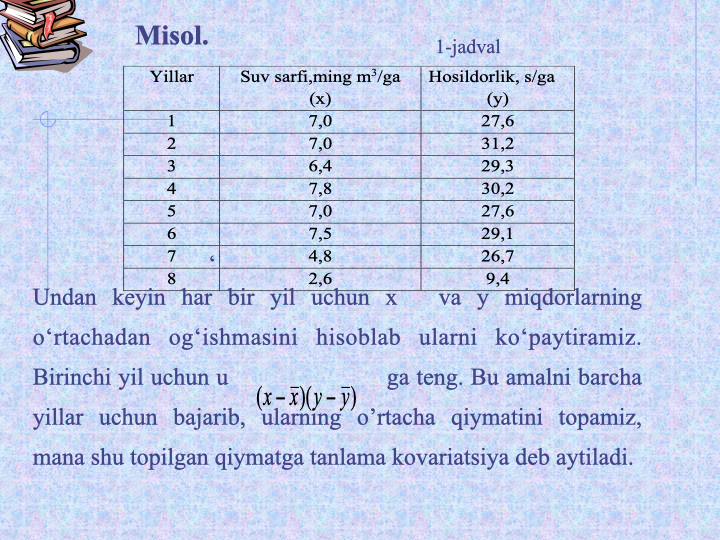 Misol.
1-jadval
Yillar Suv sarfi,ming m³/ga (x) Hosildorlik, s/ga (y)
1 7,0 27,6
2 7,0 31,2
3 6,4 29,3
4 7,8 30,2
5 7,0 27,6
6 7,5 29,1
7 4,8 26,7
8 2,6 9,4
Undan keyin har bir yil uchun x va y miqdorlarning
o‘rtachadan og‘ishmasini hisoblab ularni ko‘paytiramiz.
Birinchi yil uchun u (x − x̅)(y − y̅) ga teng. Bu amalni barcha
yillar uchun bajarib, ularning o’rtacha qiymatini topamiz,
mana shu topilgan qiymatga tanlama kovariatsiya deb aytiladi.